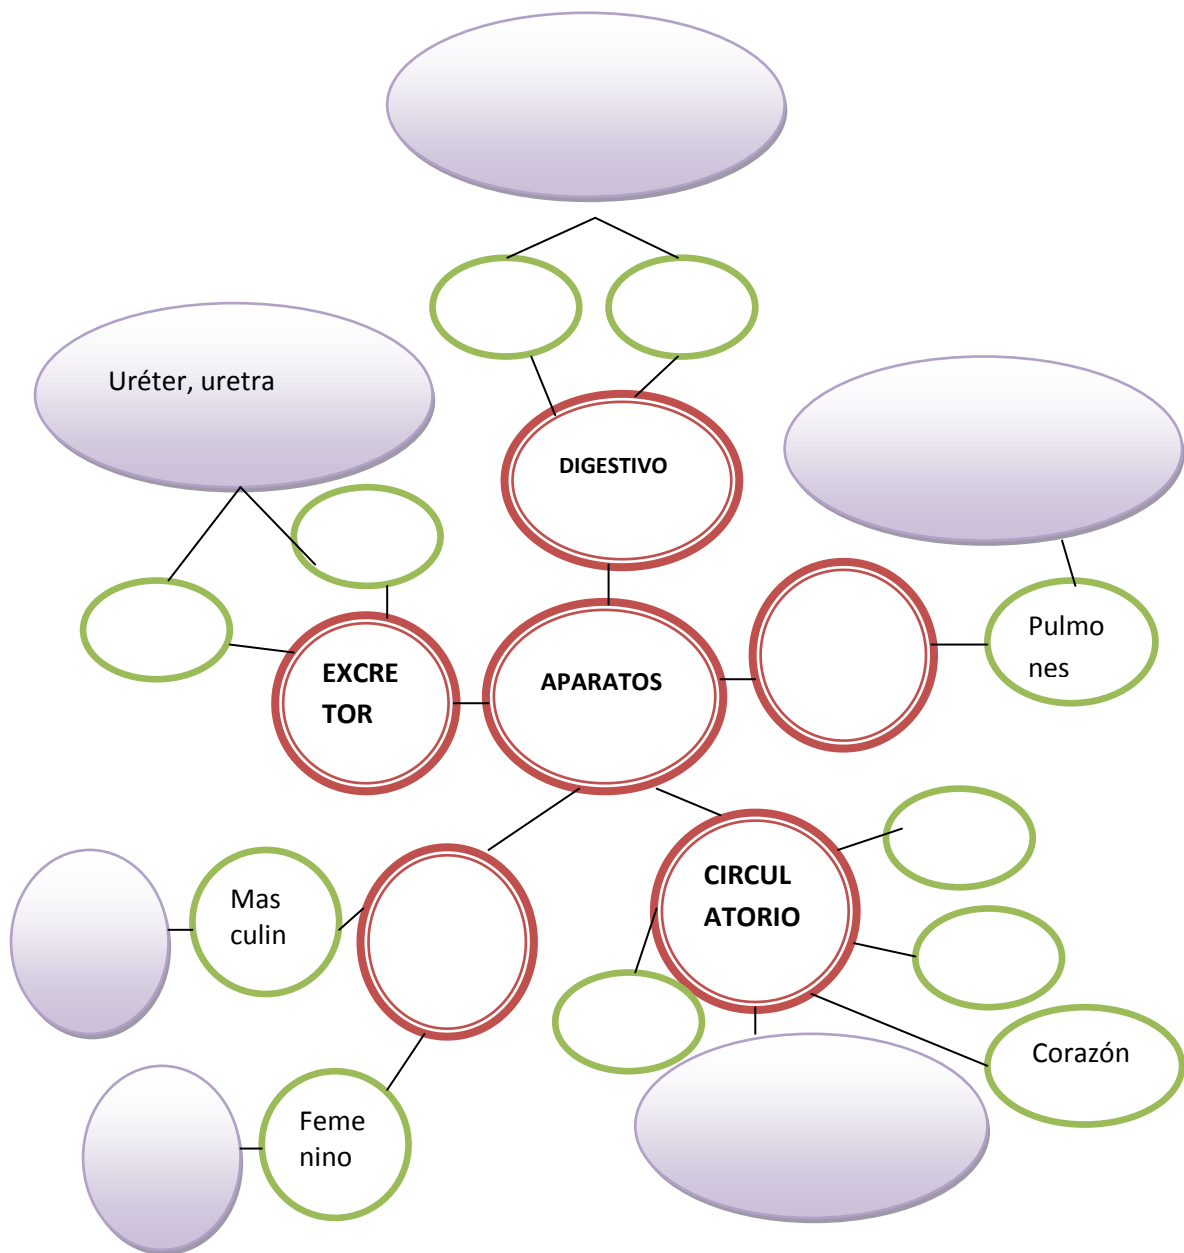 Uréter, uretra
DIGESTIVO
Pulmo
nes
EXCRE
TOR
APARATOS
CIRCUL
ATORIO
Mas
culin
Corazón
Feme
nino